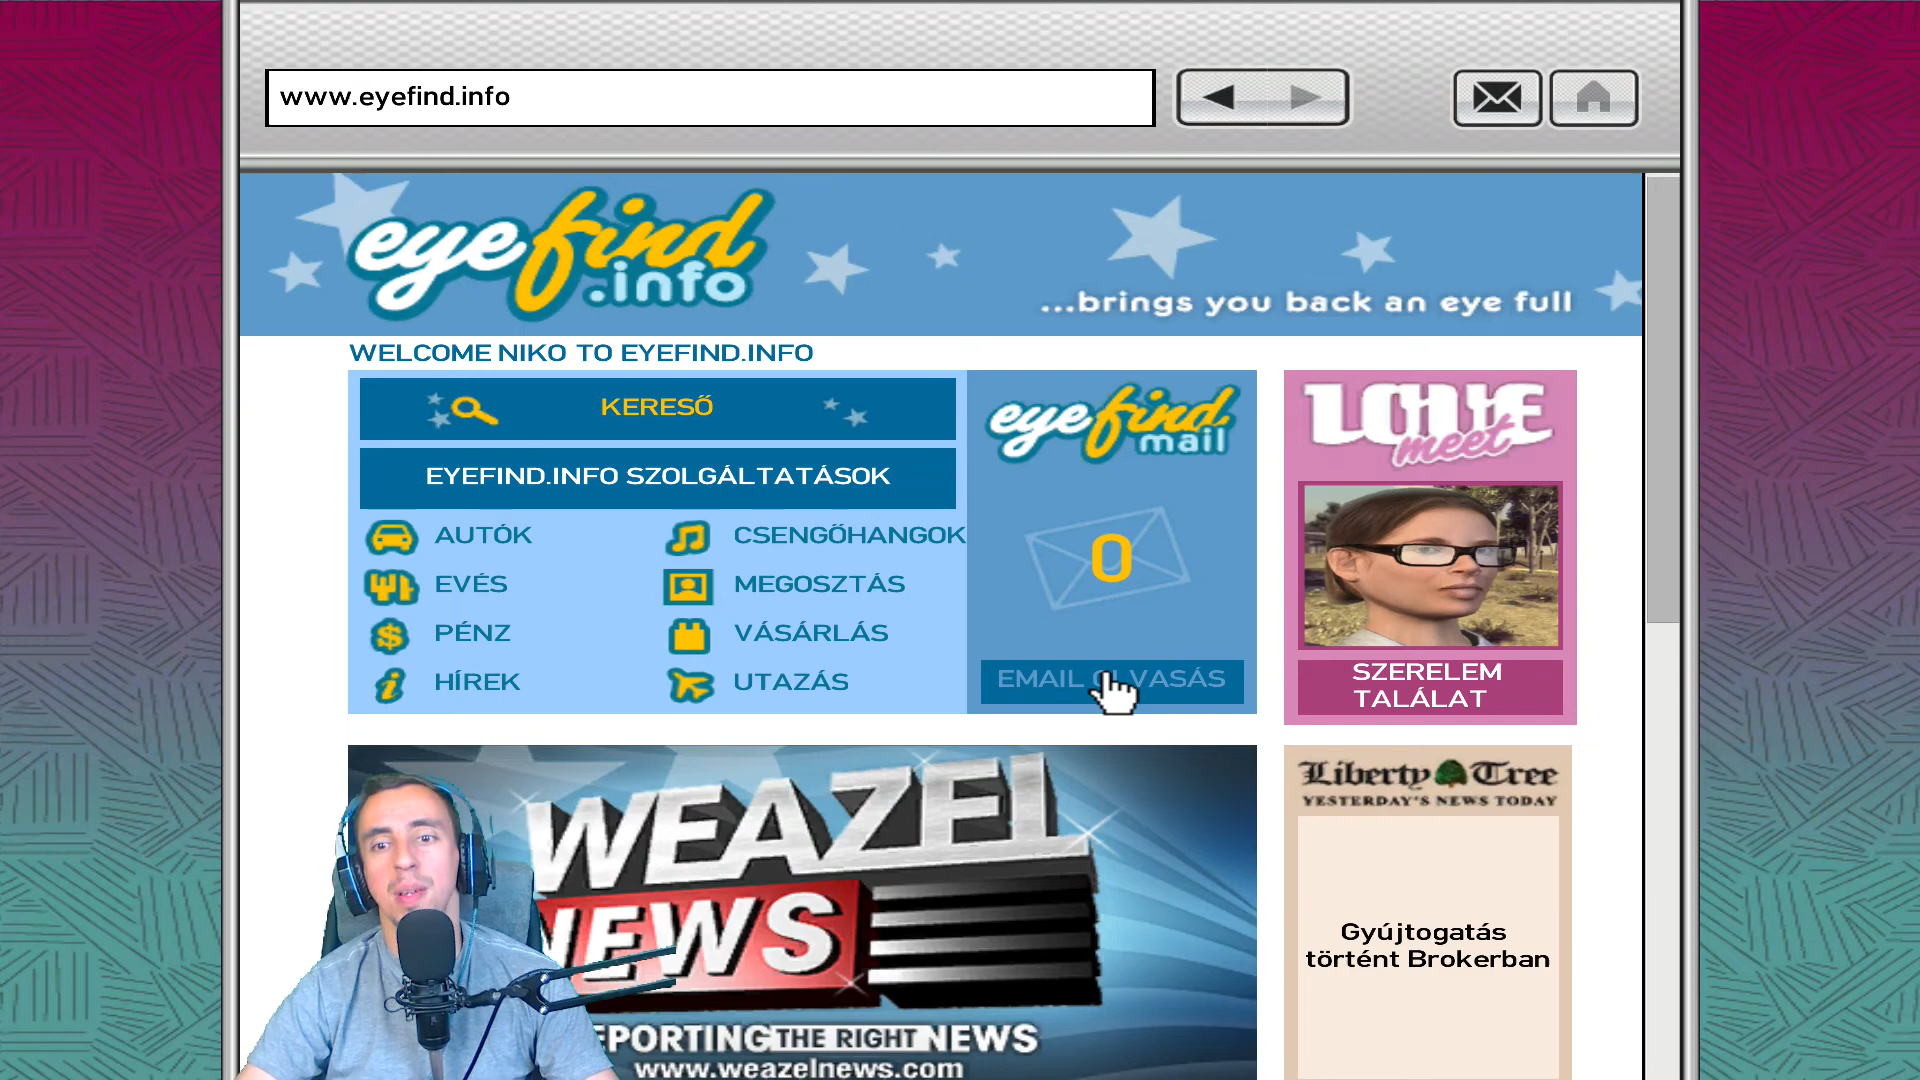 www.eyefind.info
eyefind
.info
...brings you back an eye full
WELCOME NIKO TO EYEFIND.INFO
KERESŐ
EYEFIND.INFO SZOLGÁLTATÁSOK
AUTÓK
CSENGŐHANGOK
EVÉS
MEGOSZTÁS
PÉNZ
VÁSÁRLÁS
HÍREK
UTAZÁS
eyefind
mail
0
EMAIL OLVASÁS
LOVE
meet
SZERELEM
TALÁLAT
WEAZEL
NEWS
EPORTING THE RIGHT NEWS
www.weazelnews.com
Liberty Tree
YESTERDAY'S NEWS TODAY
Gyújtogatás
történt Brokerban